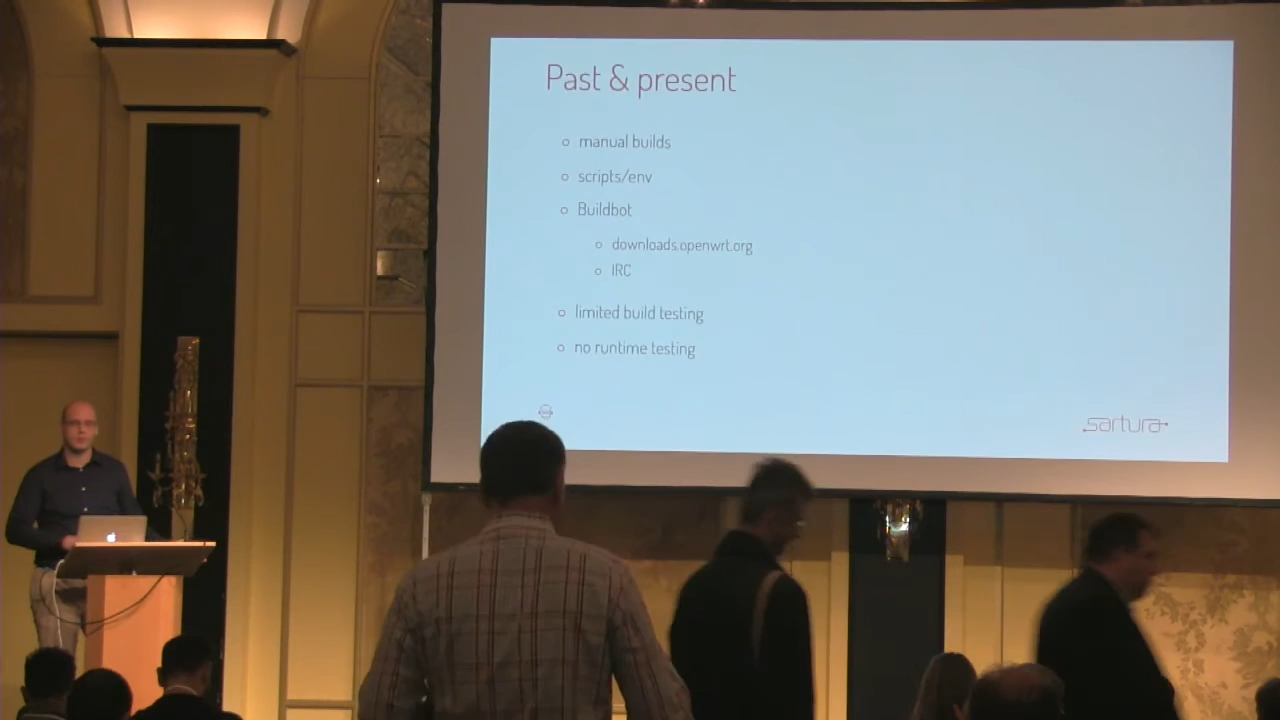 Past & present
manual builds
scripts/env
Buildbot
downloads.openwrt.org
IRC
limited build testing
no runtime testing
sartura